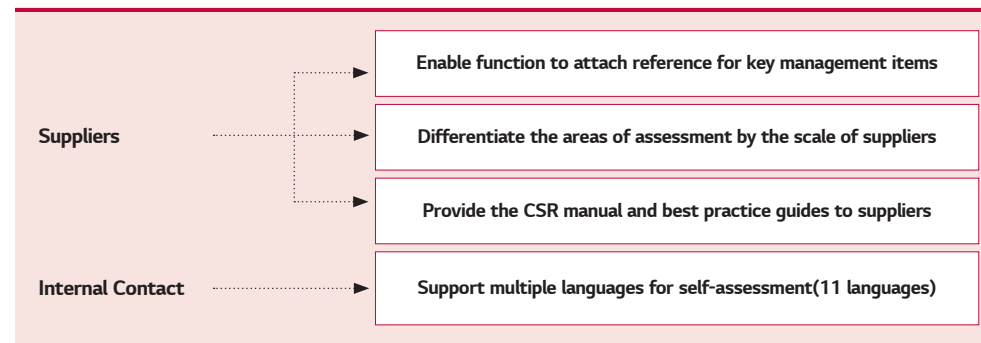 Enable function to attach reference for key management items
Suppliers
Differentiate the areas of assessment by the scale of suppliers
Provide the CSR manual and best practice guides to suppliers
Internal Contact
Support multiple languages for self-assessment(11 languages)